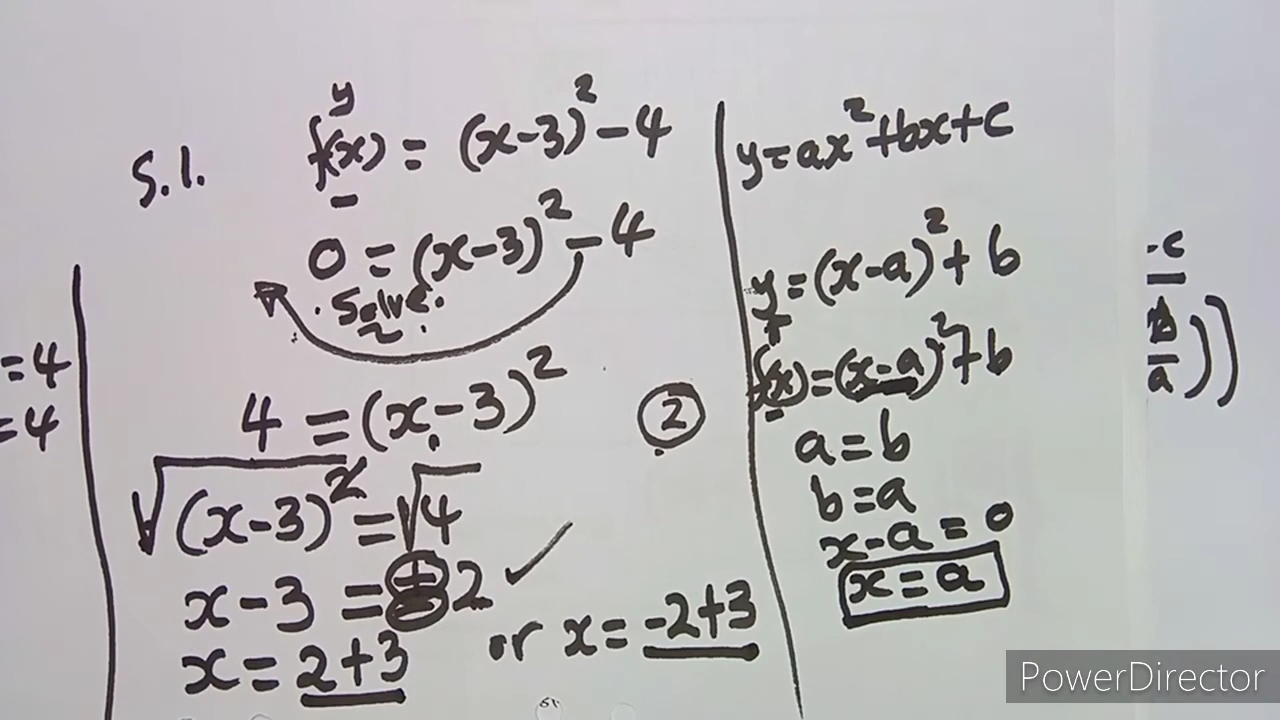 = 4
= 4
y
5.1. f(x) = (x-3)² - 4
0 = (x-3)² - 4
. Solve.
4 = (x-3)²
√(x-3)² = √4
x - 3 = ± 2 ✓
x = 2+3 or x = -2+3
②
y = ax² + bx + c
y = (x-a)² + b
f(x) = (x-a)² + b
a = b
b = a
x - a = 0
x = a
-c
b
a ))
PowerDirector